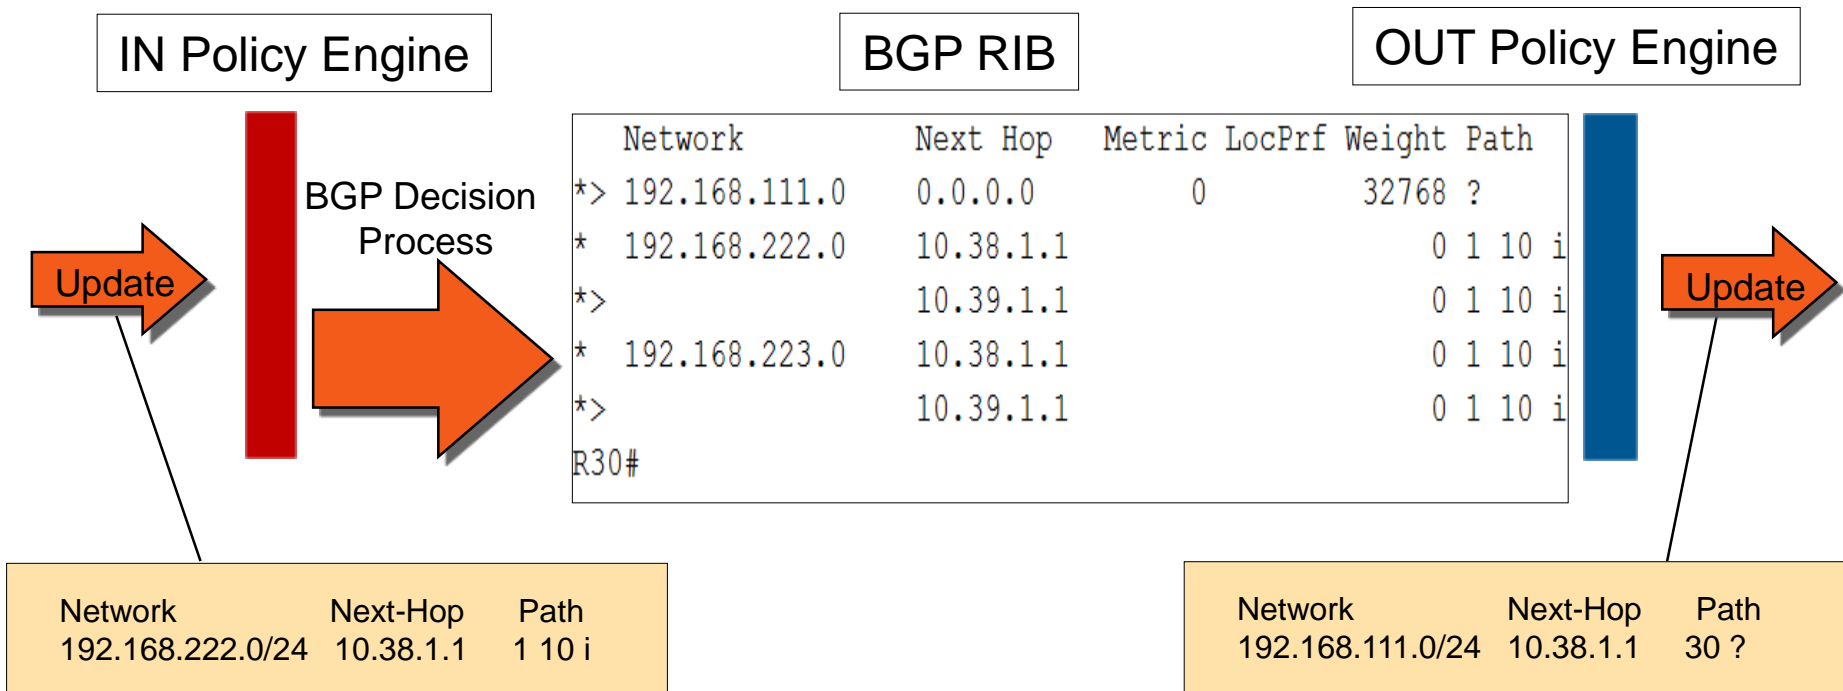 IN Policy Engine
BGP RIB
OUT Policy Engine
Update
BGP Decision
Process
Network Next Hop Metric LocPrf Weight Path
*> 192.168.111.0 0.0.0.0 0 32768 ?
* 192.168.222.0 10.38.1.1 0 1 10 i
*> 10.39.1.1 0 1 10 i
* 192.168.223.0 10.38.1.1 0 1 10 i
*> 10.39.1.1 0 1 10 i
R30#
Update
Network Next-Hop Path
192.168.222.0/24 10.38.1.1 1 10 i
Network Next-Hop Path
192.168.111.0/24 10.38.1.1 30 ?